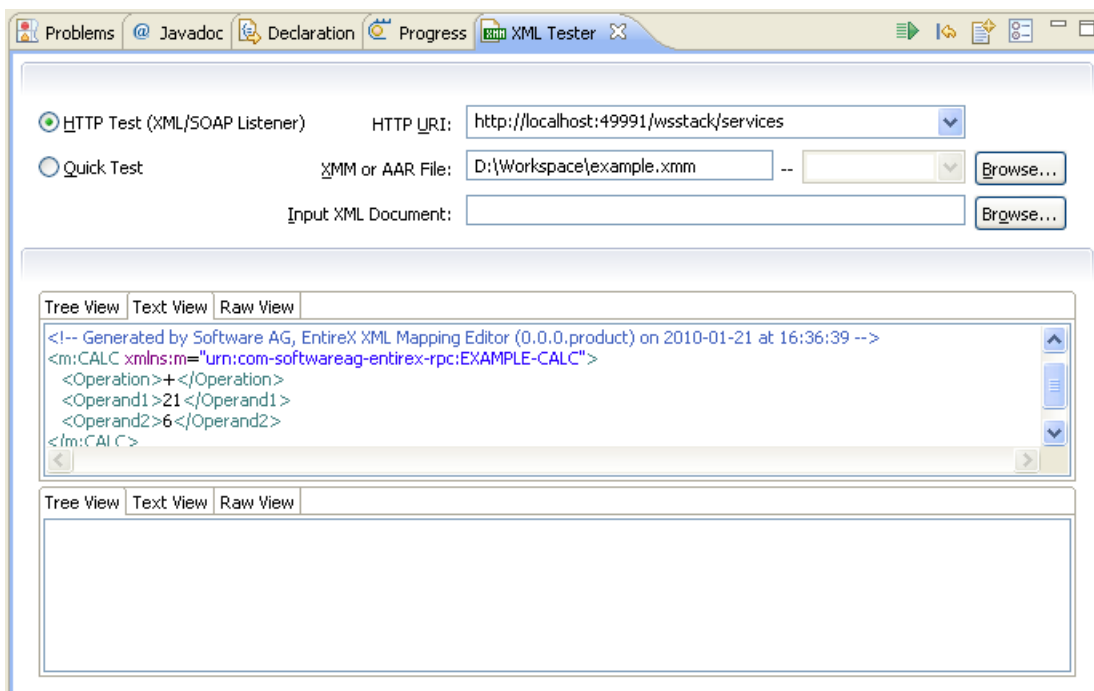 Problems @ Javadoc Declaration Progress XML Tester
HTTP Test (XML/SOAP Listener) HTTP URI: http://localhost:49991/wsstack/services
Quick Test XMM or AAR File: D:\Workspace\example.xmm -- Browse...
Input XML Document: Browse...
Tree View Text View Raw View
<!-- Generated by Software AG, EntireX XML Mapping Editor (0.0.0.product) on 2010-01-21 at 16:36:39 -->
<m:CALC xmlns:m="urn:com-softwareag-entirex-rpc:EXAMPLE-CALC">
<Operation>+</Operation>
<Operand1>21</Operand1>
<Operand2>6</Operand2>
</m:CALC>
Tree View Text View Raw View